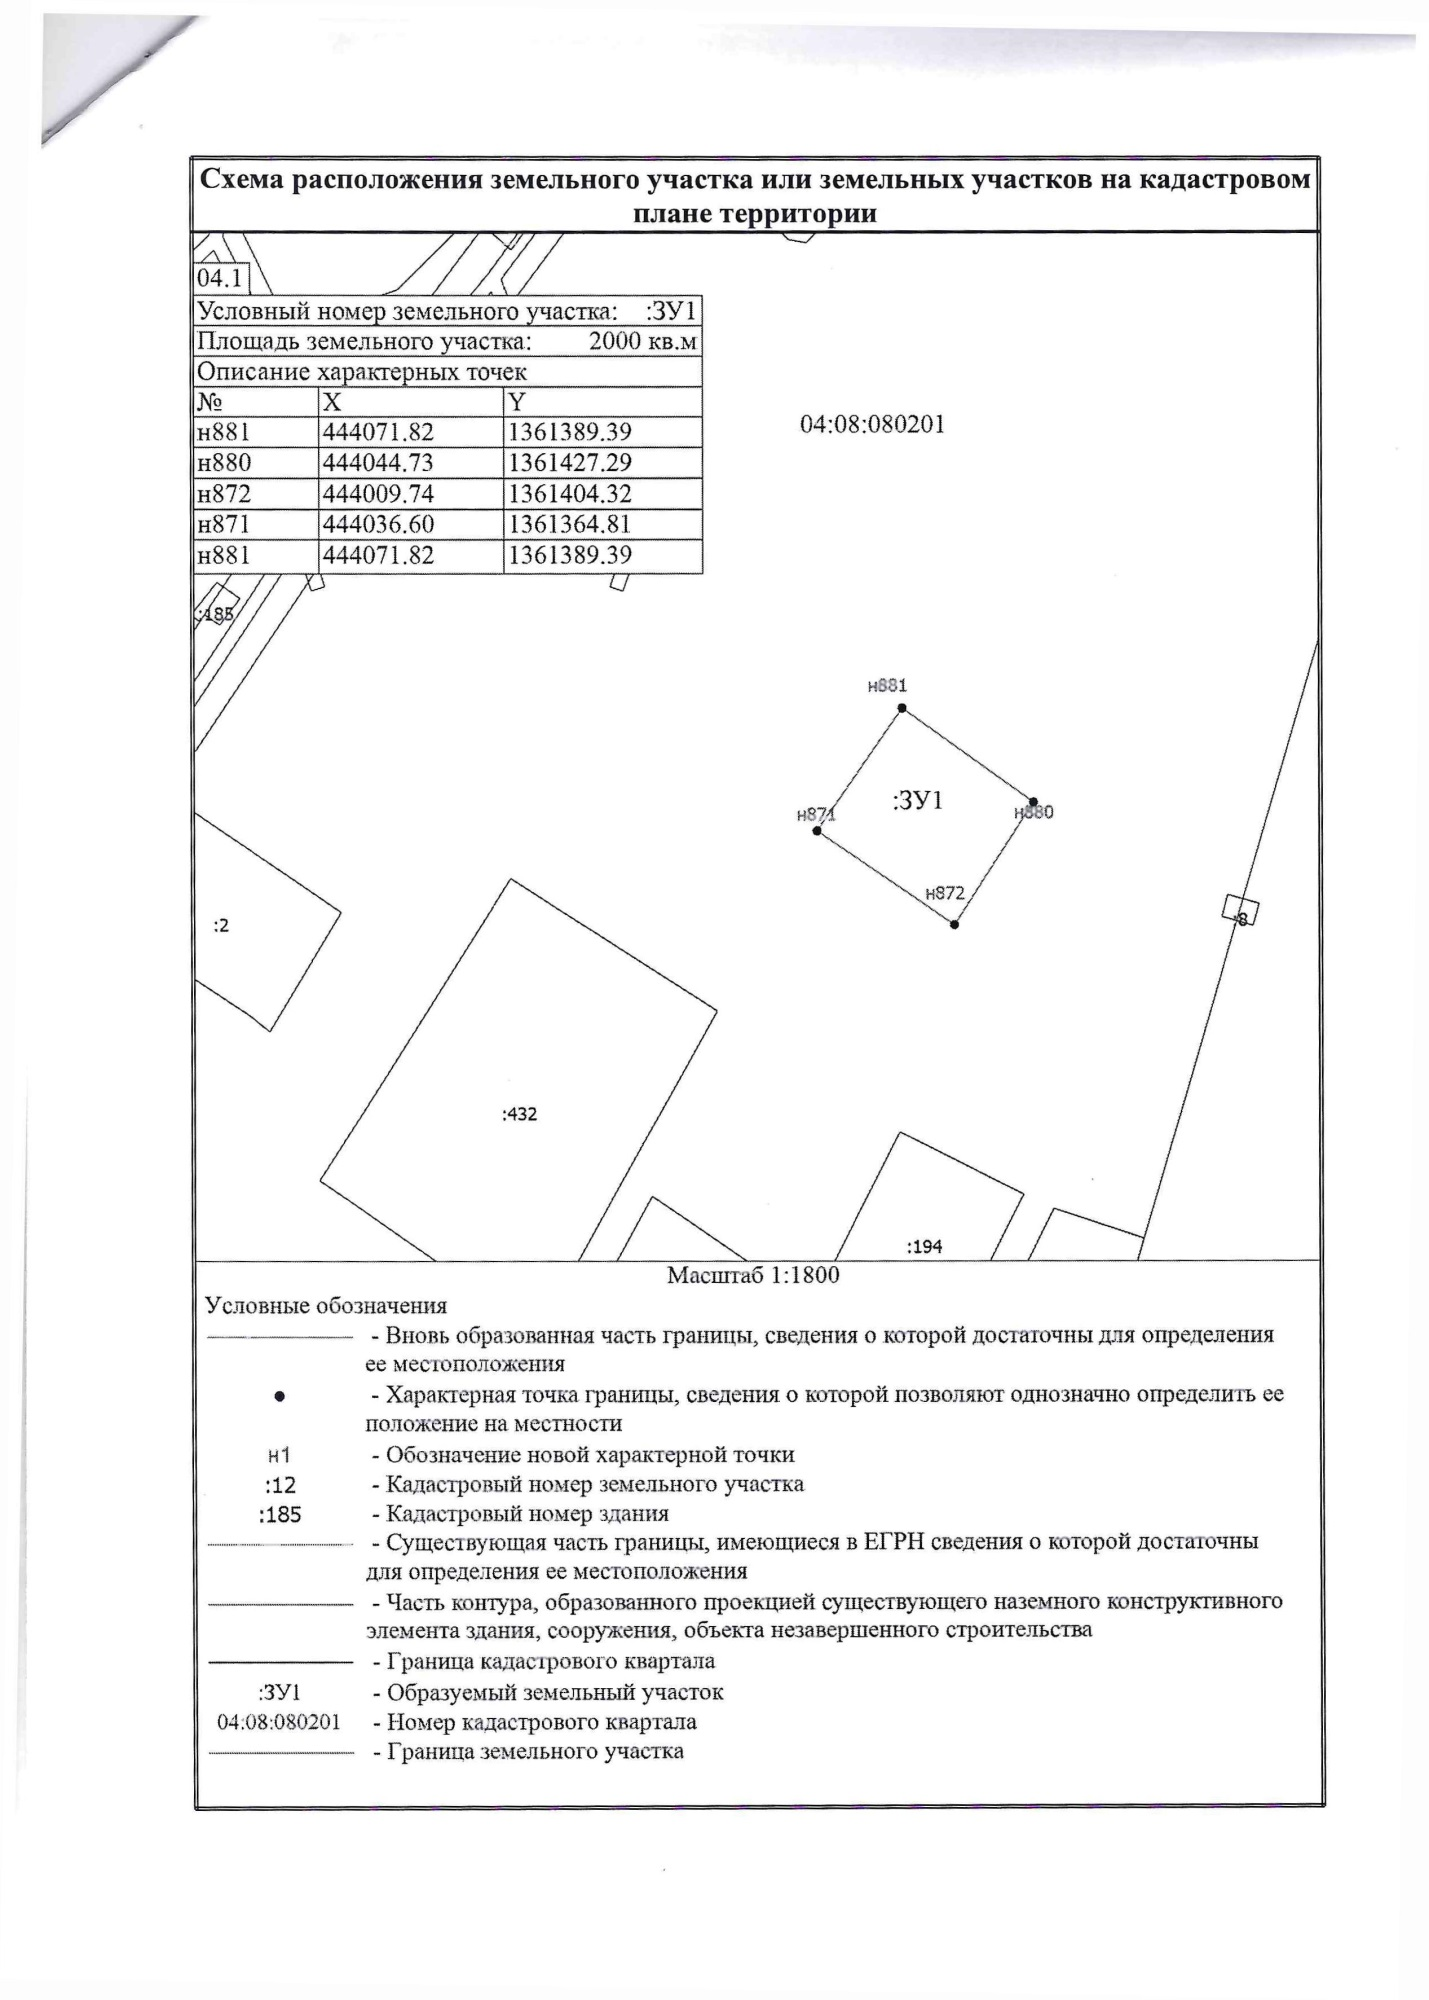 Схема расположения земельного участка или земельных участков на кадастровом
плане территории
04.1
Условный номер земельного участка: :ЗУ1
Площадь земельного участка: 2000 кв.м
Описание характерных точек
№ X Y
н881 444071.82 1361389.39
н880 444044.73 1361427.29
н872 444009.74 1361404.32
н871 444036.60 1361364.81
н881 444071.82 1361389.39
04:08:080201
:185
н881
:ЗУ1
н871
н880
н872
:2
:8
:432
:194
Масштаб 1:1800
Условные обозначения
- Вновь образованная часть границы, сведения о которой достаточны для определения
ее местоположения
- Характерная точка границы, сведения о которой позволяют однозначно определить ее
положение на местности
н1 - Обозначение новой характерной точки
:12 - Кадастровый номер земельного участка
:185 - Кадастровый номер здания
- Существующая часть границы, имеющиеся в ЕГРН сведения о которой достаточны
для определения ее местоположения
- Часть контура, образованного проекцией существующего наземного конструктивного
элемента здания, сооружения, объекта незавершенного строительства
- Граница кадастрового квартала
:ЗУ1 - Образуемый земельный участок
04:08:080201 - Номер кадастрового квартала
- Граница земельного участка